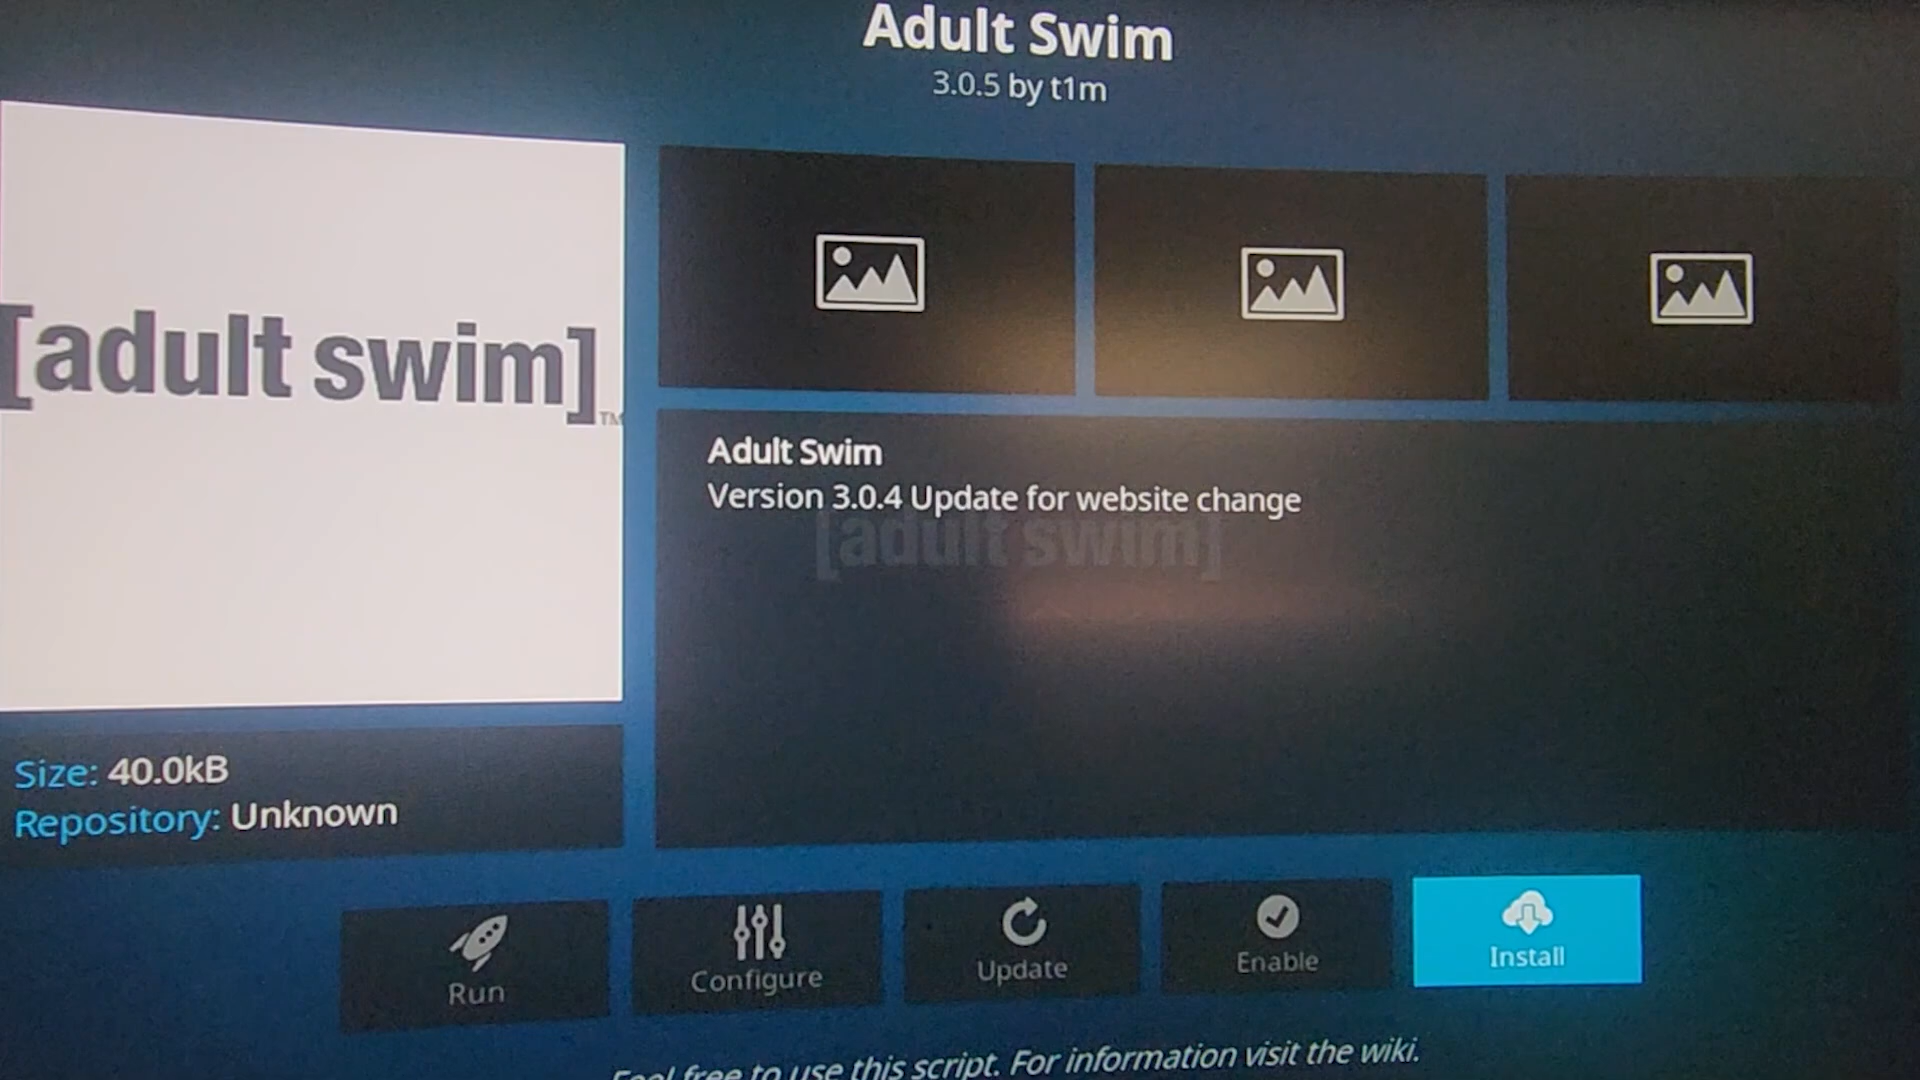 Adult Swim
3.0.5 by t1m
[adult swim]
TM
Adult Swim
Version 3.0.4 Update for website change
[adult swim]
Size: 40.0kB
Repository: Unknown
Run
Configure
Update
Enable
Install
Feel free to use this script. For information visit the wiki.